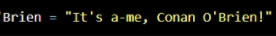 'Brien = "It's a-me, Conan O'Brien!"